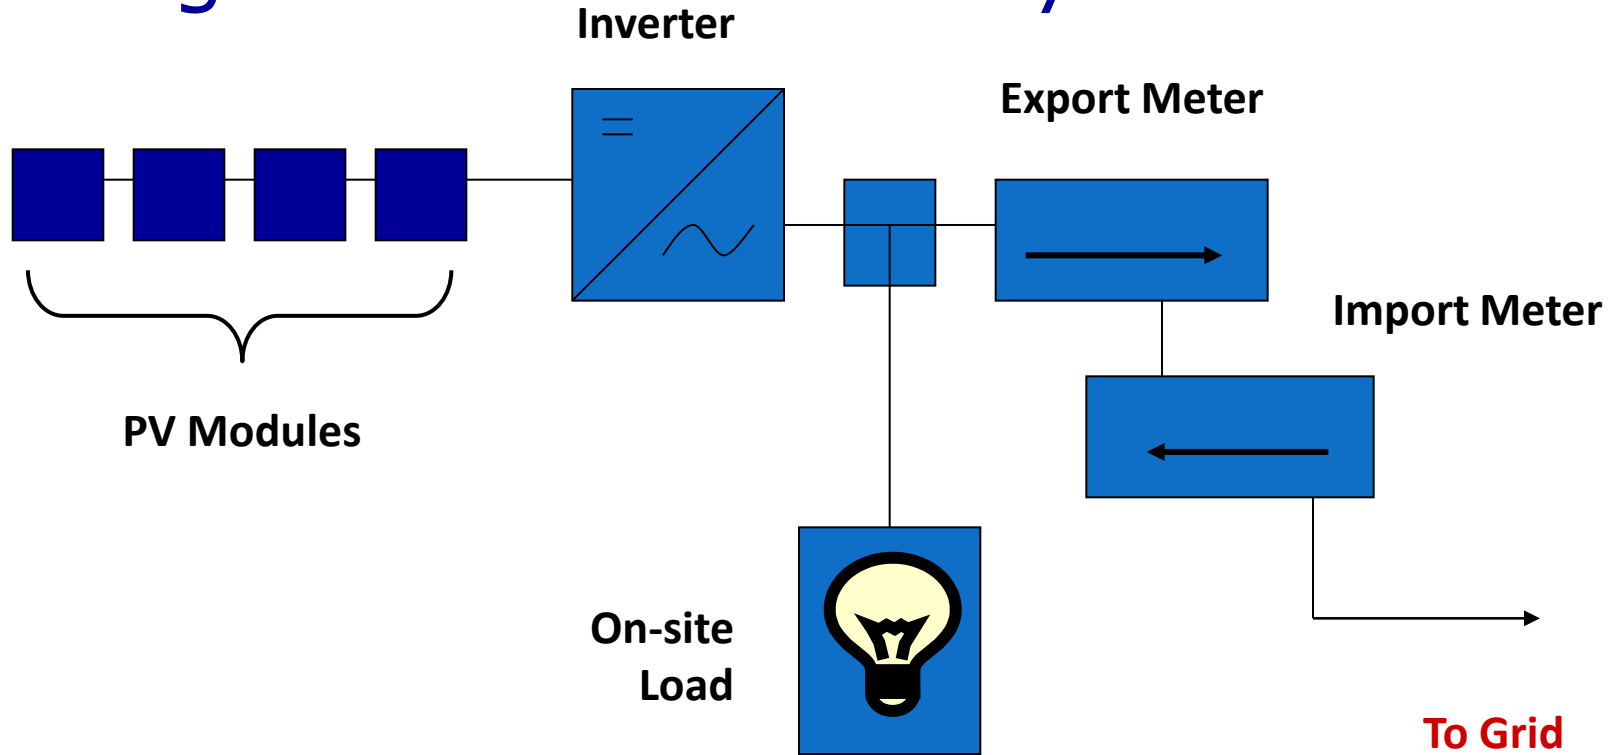 Inverter
Export Meter
Import Meter
PV Modules
On-site
Load
To Grid